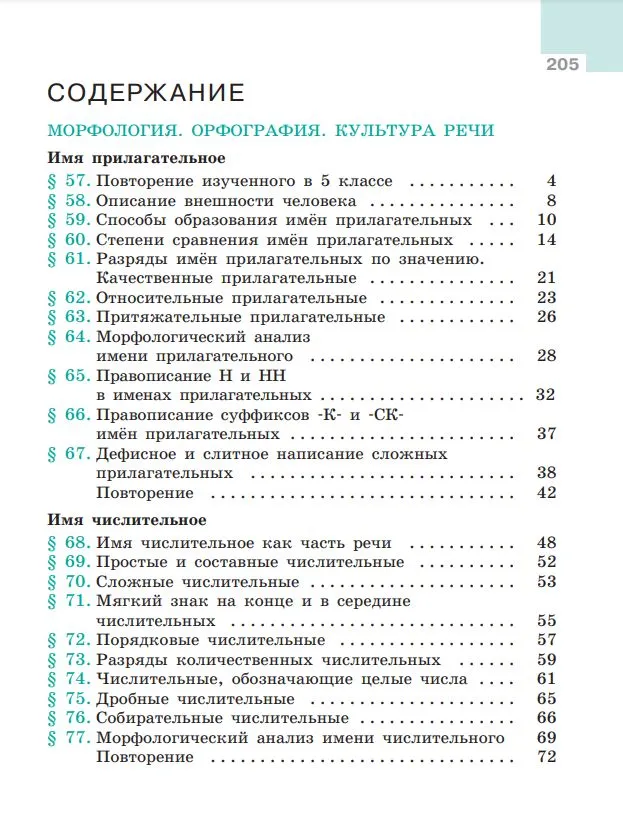 205
СОДЕРЖАНИЕ
МОРФОЛОГИЯ. ОРФОГРАФИЯ. КУЛЬТУРА РЕЧИ
Имя прилагательное
§ 57. Повторение изученного в 5 классе . . . . . . . . . . . 4
§ 58. Описание внешности человека . . . . . . . . . . . . . 8
§ 59. Способы образования имён прилагательных . . . 10
§ 60. Степени сравнения имён прилагательных . . . . . 14
§ 61. Разряды имён прилагательных по значению.
Качественные прилагательные . . . . . . . . . . . . . . . 21
§ 62. Относительные прилагательные . . . . . . . . . . . . 23
§ 63. Притяжательные прилагательные . . . . . . . . . . . . 26
§ 64. Морфологический анализ
имени прилагательного . . . . . . . . . . . . . . . . . . . . . 28
§ 65. Правописание Н и НН
в именах прилагательных . . . . . . . . . . . . . . . . . . . . . 32
§ 66. Правописание суффиксов -К- и -СК-
имён прилагательных . . . . . . . . . . . . . . . . . . . . . . . 37
§ 67. Дефисное и слитное написание сложных
прилагательных . . . . . . . . . . . . . . . . . . . . . . . . . . . 38
Повторение . . . . . . . . . . . . . . . . . . . . . . . . . . . . . . . 42
Имя числительное
§ 68. Имя числительное как часть речи . . . . . . . . . . . 48
§ 69. Простые и составные числительные . . . . . . . . . . . 52
§ 70. Сложные числительные . . . . . . . . . . . . . . . . . . . . . 53
§ 71. Мягкий знак на конце и в середине
числительных . . . . . . . . . . . . . . . . . . . . . . . . . . . . . 55
§ 72. Порядковые числительные . . . . . . . . . . . . . . . . . . 57
§ 73. Разряды количественных числительных . . . . . . 59
§ 74. Числительные, обозначающие целые числа . . . . 61
§ 75. Дробные числительные . . . . . . . . . . . . . . . . . . . . . 65
§ 76. Собирательные числительные . . . . . . . . . . . . . . . . 66
§ 77. Морфологический анализ имени числительного 69
Повторение . . . . . . . . . . . . . . . . . . . . . . . . . . . . . . 72